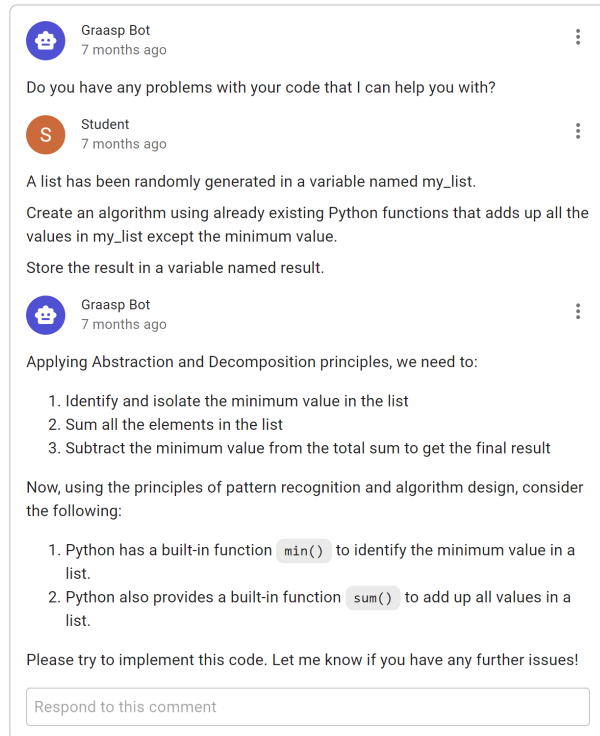 Graasp Bot
7 months ago
Do you have any problems with your code that I can help you with?
S
Student
7 months ago
A list has been randomly generated in a variable named my_list.
Create an algorithm using already existing Python functions that adds up all the
values in my_list except the minimum value.
Store the result in a variable named result.
Graasp Bot
7 months ago
Applying Abstraction and Decomposition principles, we need to:
1. Identify and isolate the minimum value in the list
2. Sum all the elements in the list
3. Subtract the minimum value from the total sum to get the final result
Now, using the principles of pattern recognition and algorithm design, consider
the following:
1. Python has a built-in function min() to identify the minimum value in a
list.
2. Python also provides a built-in function sum() to add up all values in a
list.
Please try to implement this code. Let me know if you have any further issues!
Respond to this comment